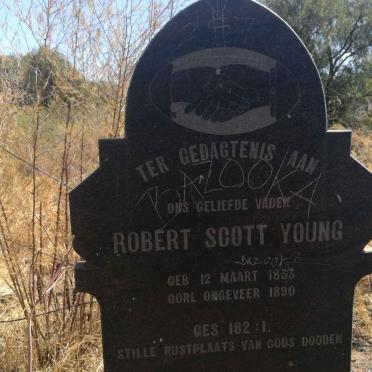 TER GEDAGTENIS AAN
BAZOOKA
ONS GELIEFDE VADER
ROBERT SCOTT YOUNG
BAZOOKA
GEB 12 MAART 1833
OORL ONGEVEER 1890
GES 182:1.
STILLE RUSTPLAATS VAN GODS DOODEN